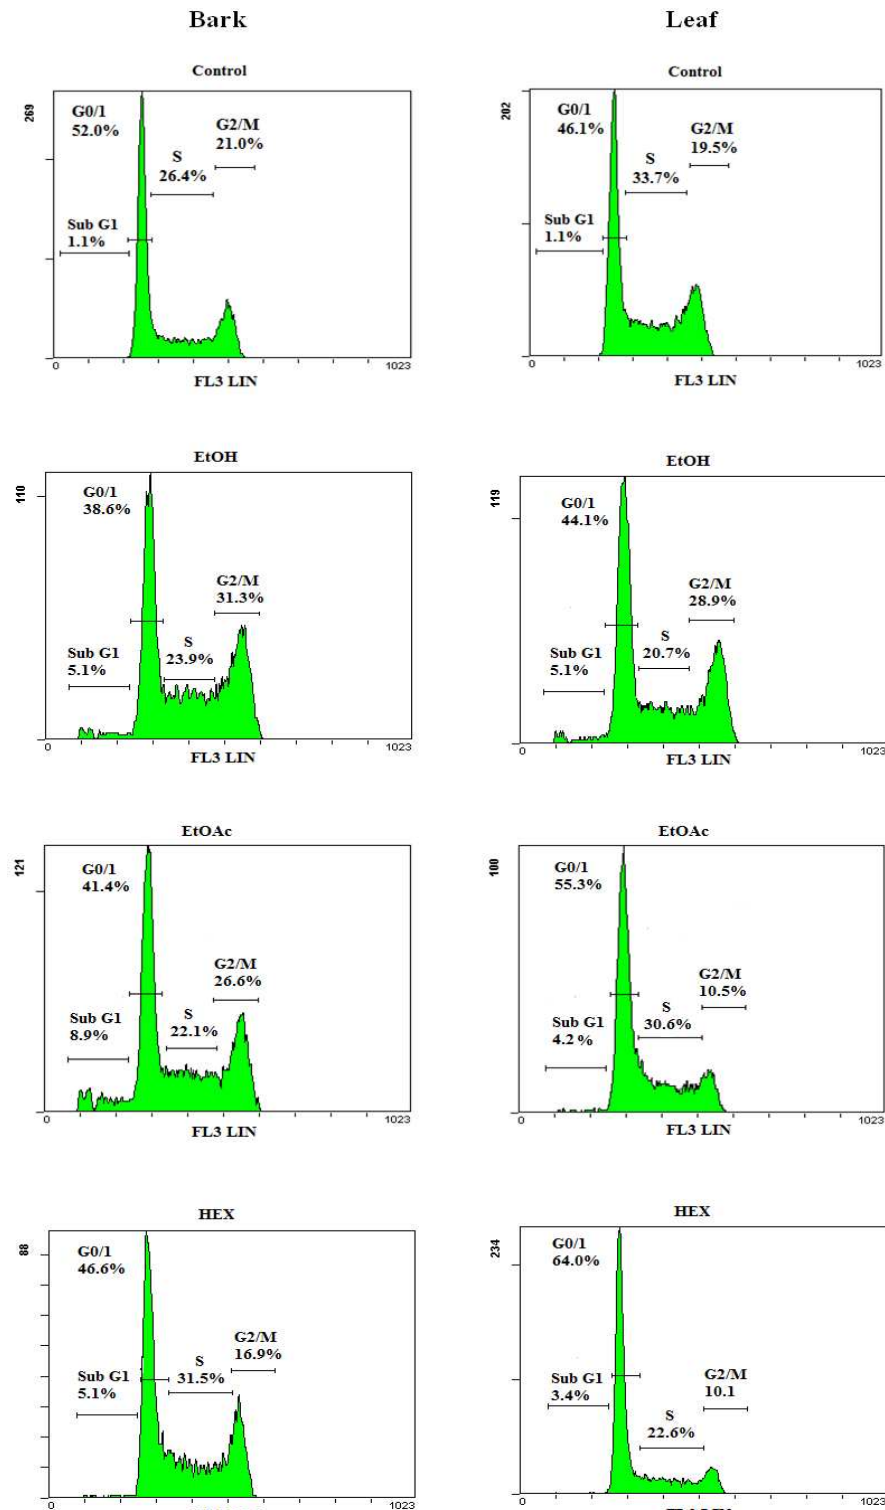 Bark
Leaf
Control
269
G0/1
52.0%
S
26.4%
G2/M
21.0%
Sub G1
1.1%
0
1023
FL3 LIN
Control
202
G0/1
46.1%
S
33.7%
G2/M
19.5%
Sub G1
1.1%
0
1023
FL3 LIN
EtOH
110
G0/1
38.6%
G2/M
31.3%
S
23.9%
Sub G1
5.1%
0
1023
FL3 LIN
EtOH
119
G0/1
44.1%
G2/M
28.9%
S
20.7%
Sub G1
5.1%
0
1023
FL3 LIN
EtOAc
121
G0/1
41.4%
G2/M
26.6%
S
22.1%
Sub G1
8.9%
0
1023
FL3 LIN
EtOAc
100
G0/1
55.3%
G2/M
10.5%
S
30.6%
Sub G1
4.2%
0
1023
FL3 LIN
HEX
88
G0/1
46.6%
G2/M
16.9%
S
31.5%
Sub G1
5.1%
0
1023
HEX
234
G0/1
64.0%
G2/M
10.1
S
22.6%
Sub G1
3.4%
0
1023